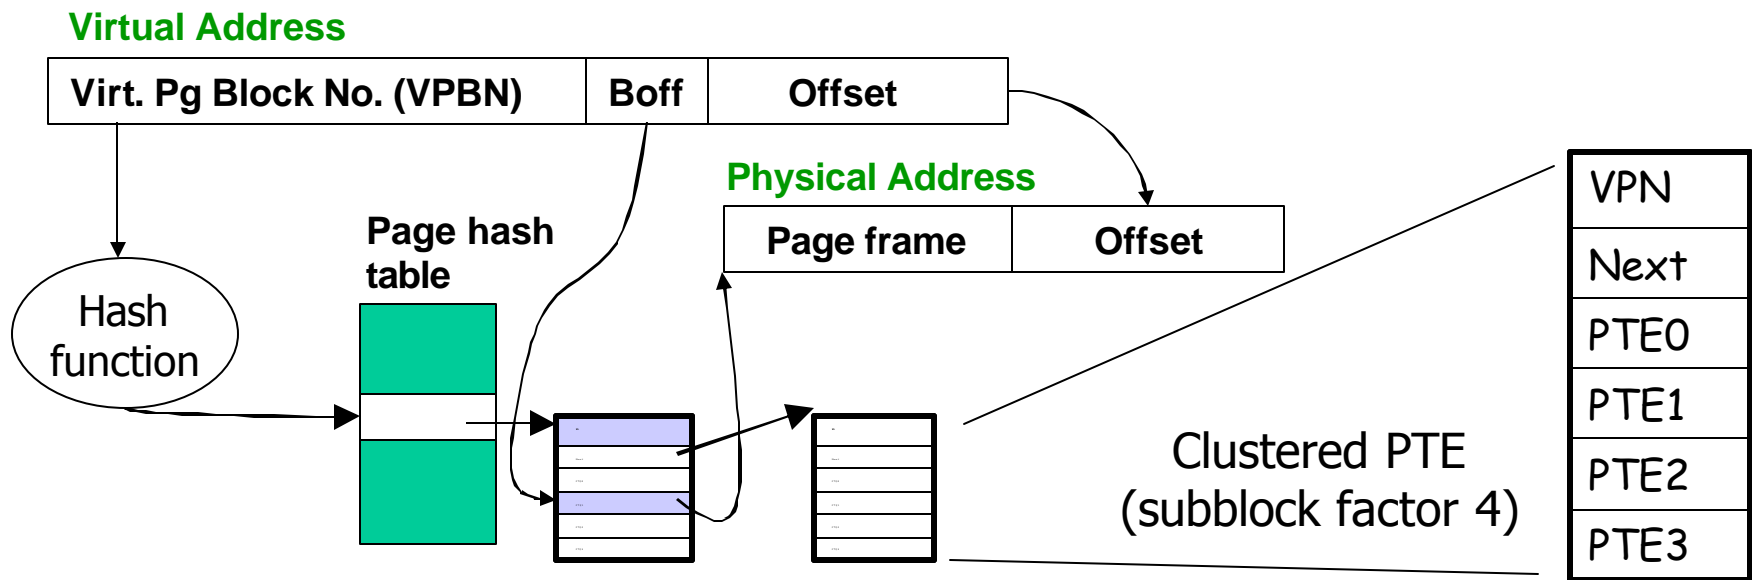 Virtual Address
Virt. Pg Block No. (VPBN) Boff Offset
Physical Address
Page frame Offset
Page hash
table
Hash
function
Clustered PTE
(subblock factor 4)
VPN
Next
PTE0
PTE1
PTE2
PTE3